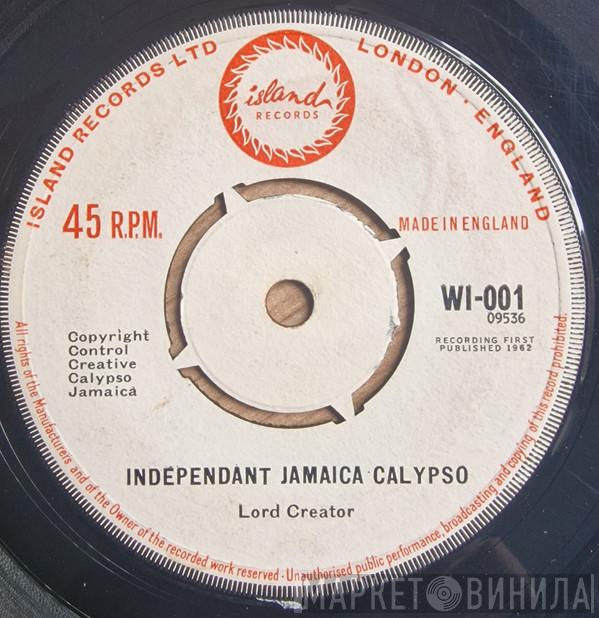 ISLAND RECORDS LTD LONDON · ENGLAND
island
RECORDS
45 R.P.M.
MADE IN ENGLAND
WI-001
09536
RECORDING FIRST
PUBLISHED 1962
Copyright
Control
Creative
Calypso
Jamaica
INDEPENDANT JAMAICA CALYPSO
Lord Creator
All rights of the Manufacturers and of the Owner of the recorded work reserved · Unauthorised public performance, broadcasting and copying of this record prohibited.
МАРКЕТ ВИНИЛА